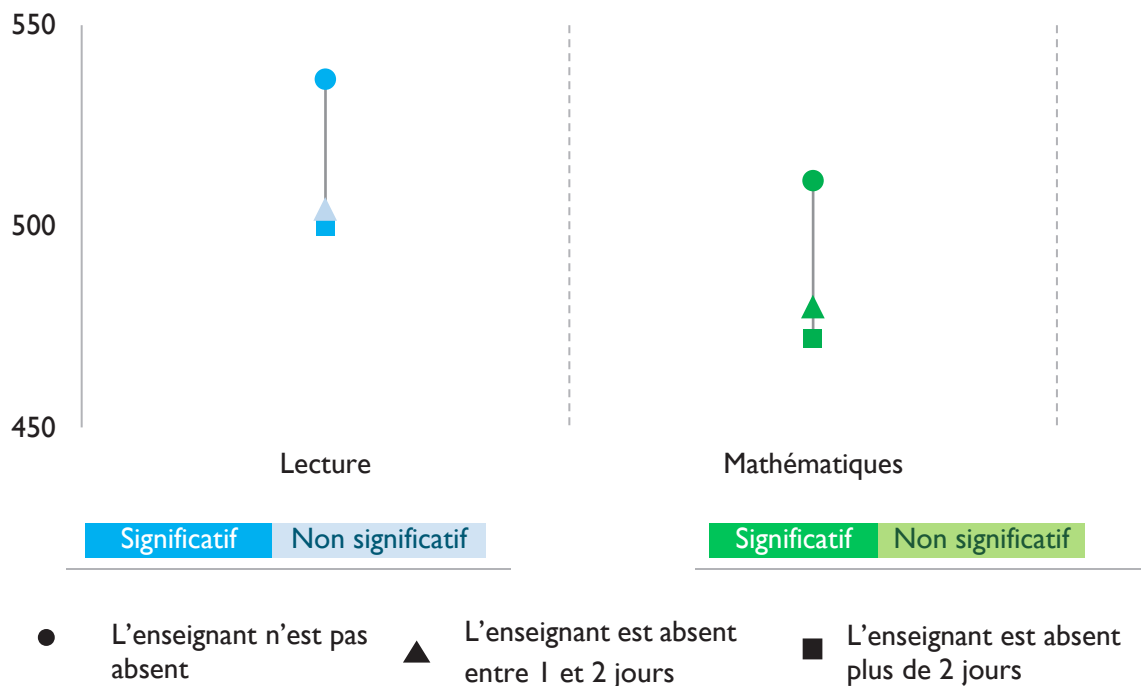 550
500
450
Lecture
Mathématiques
Significatif
Non significatif
Significatif
Non significatif
L’enseignant n’est pas
absent
L’enseignant est absent
entre 1 et 2 jours
L’enseignant est absent
plus de 2 jours